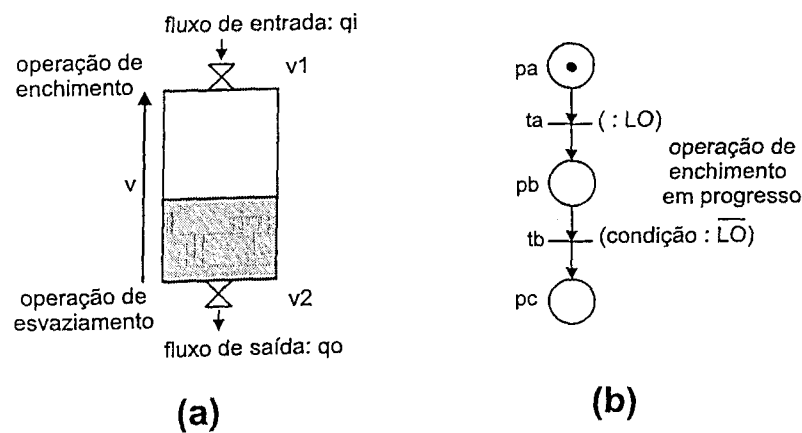 fluxo de entrada: qi
operação de
enchimento
v1
v
operação de
esvaziamento
v2
fluxo de saída: qo
(a)
pa
ta
( : LO)
operação de
enchimento
em progresso
pb
tb
(condição : L̅O̅)
pc
(b)